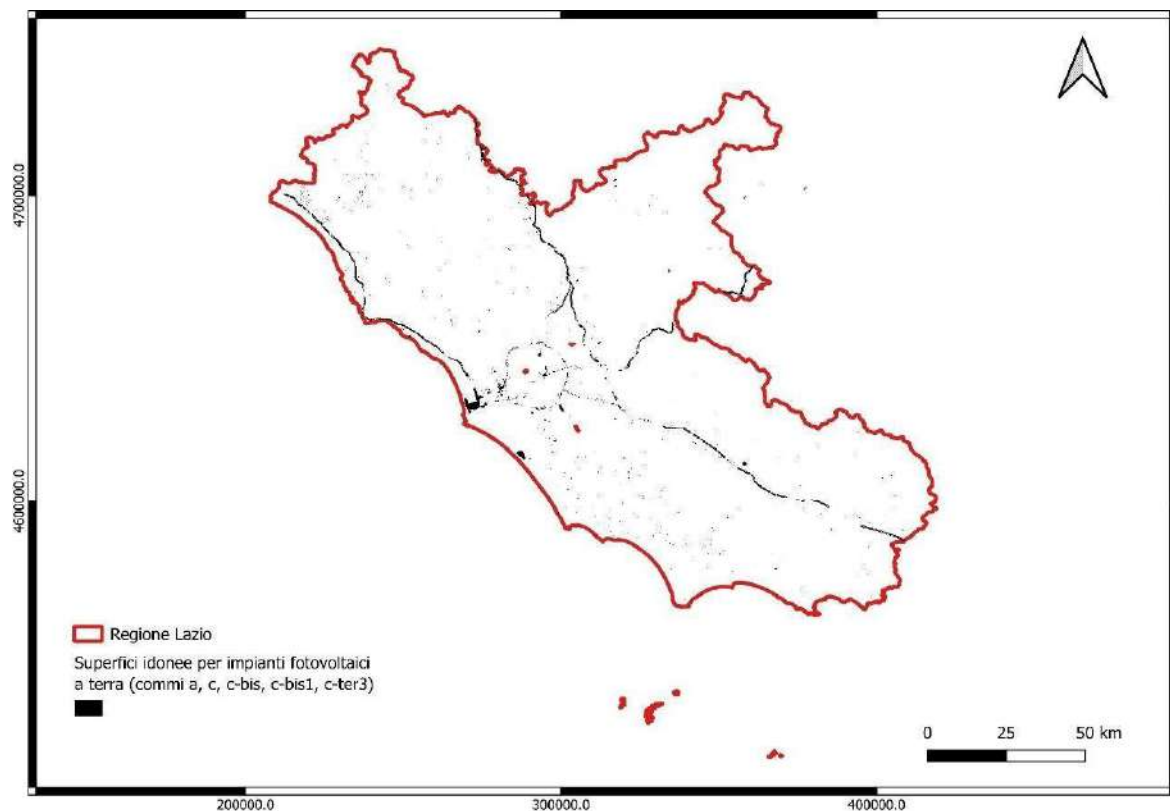 4700000.0
4600000.0
Regione Lazio
Superfici idonee per impianti fotovoltaici
a terra (commi a, c, c-bis, c-bis1, c-ter3)
0 25 50 km
200000.0 300000.0 400000.0